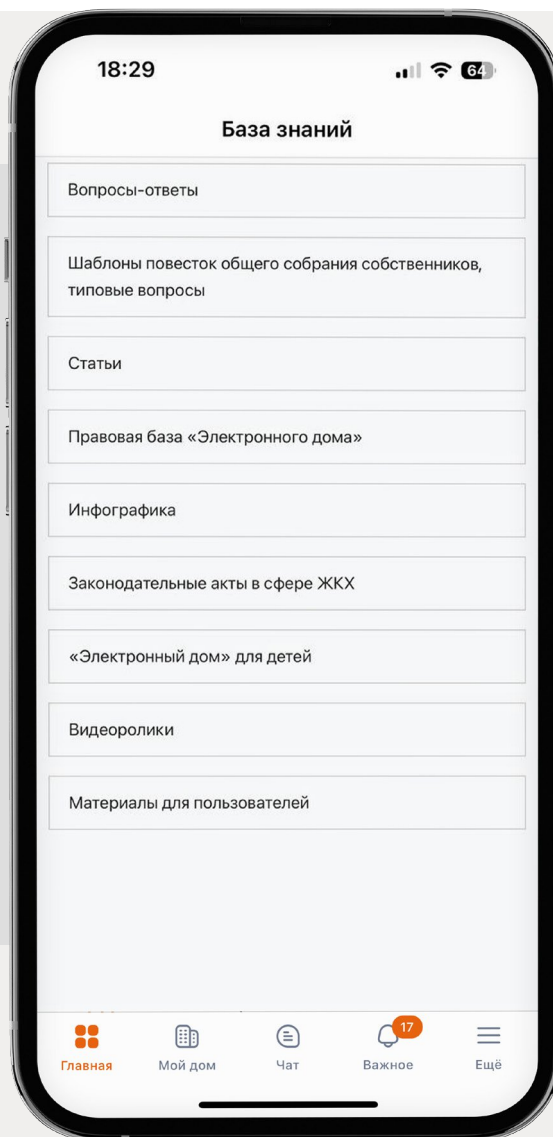 18:29
64
База знаний
Вопросы-ответы
Шаблоны повесток общего собрания собственников,
типовые вопросы
Статьи
Правовая база «Электронного дома»
Инфографика
Законодательные акты в сфере ЖКХ
«Электронный дом» для детей
Видеоролики
Материалы для пользователей
17
Главная
Мой дом
Чат
Важное
Ещё